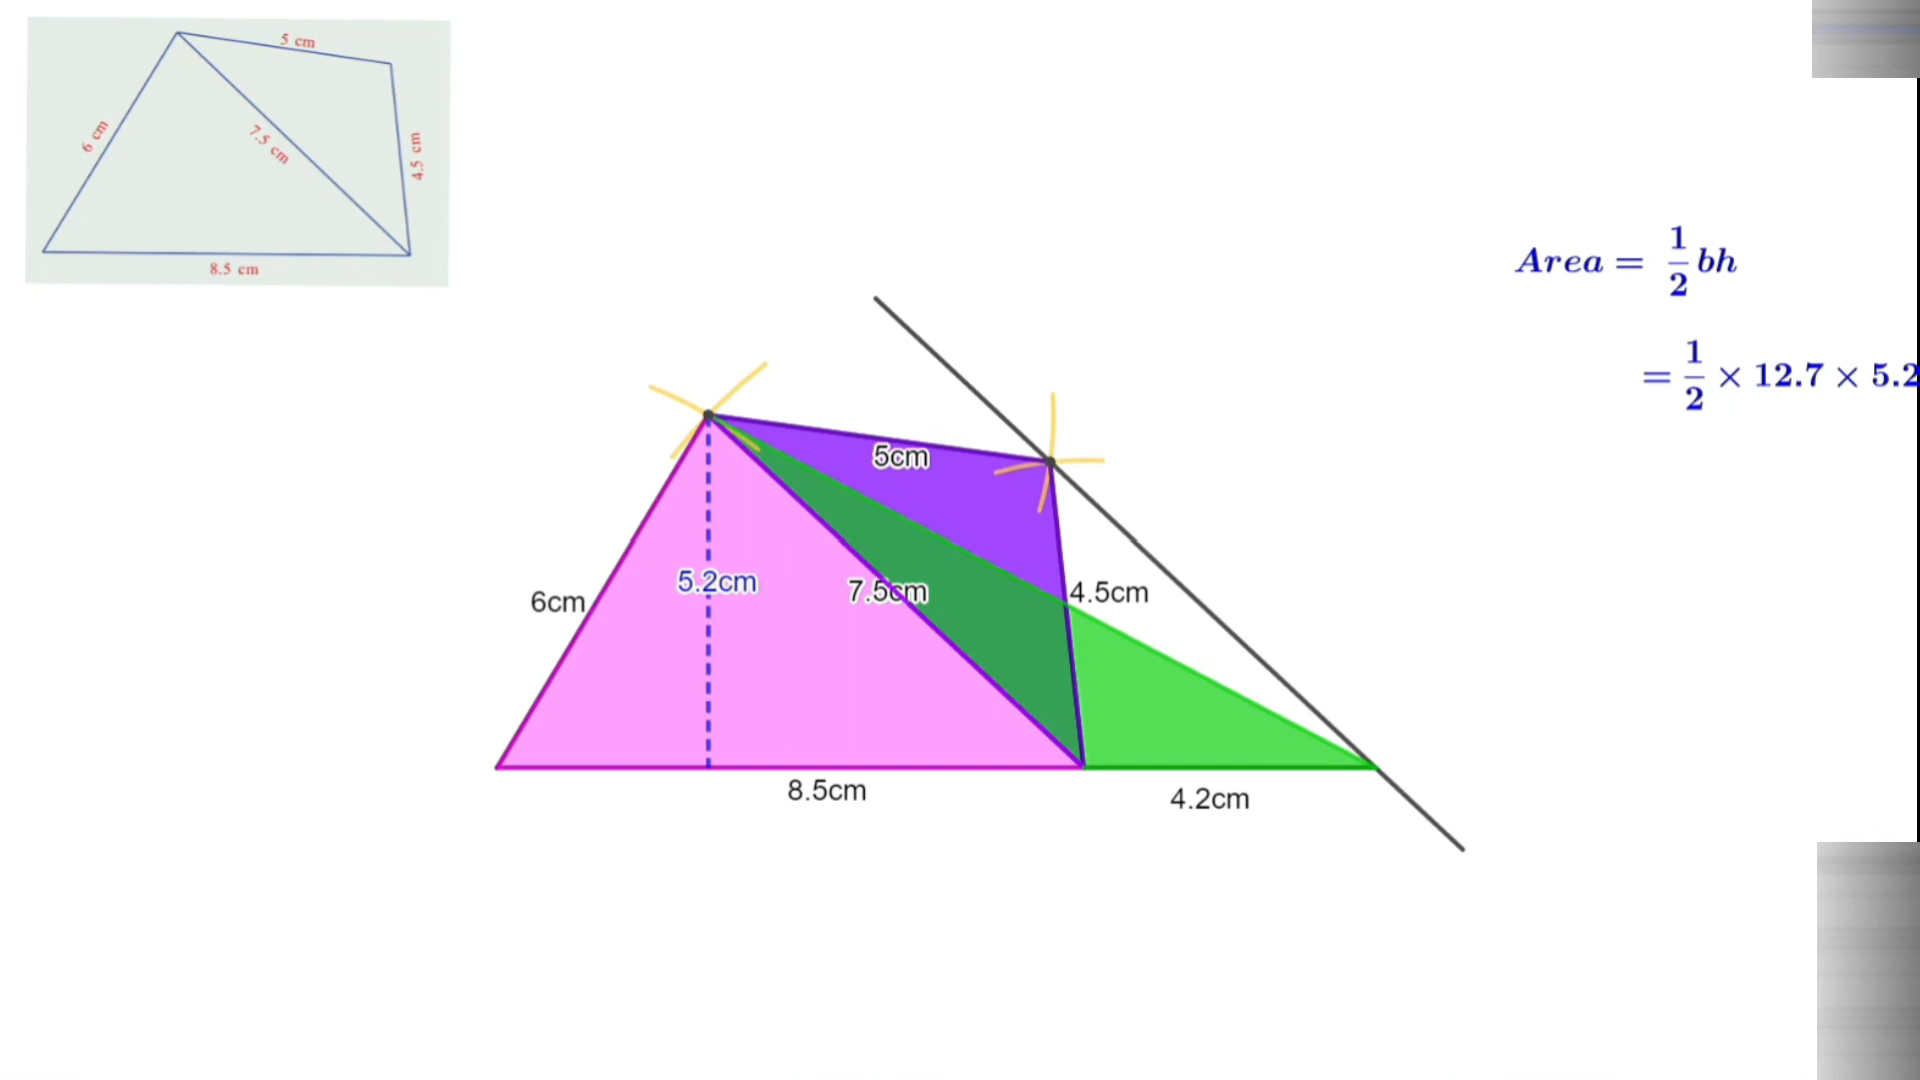 5 cm
6 cm
7.5 cm
4.5 cm
8.5 cm
Area = 1/2 bh
= 1/2 × 12.7 × 5.2
5cm
5.2cm
7.5cm
4.5cm
6cm
8.5cm
4.2cm